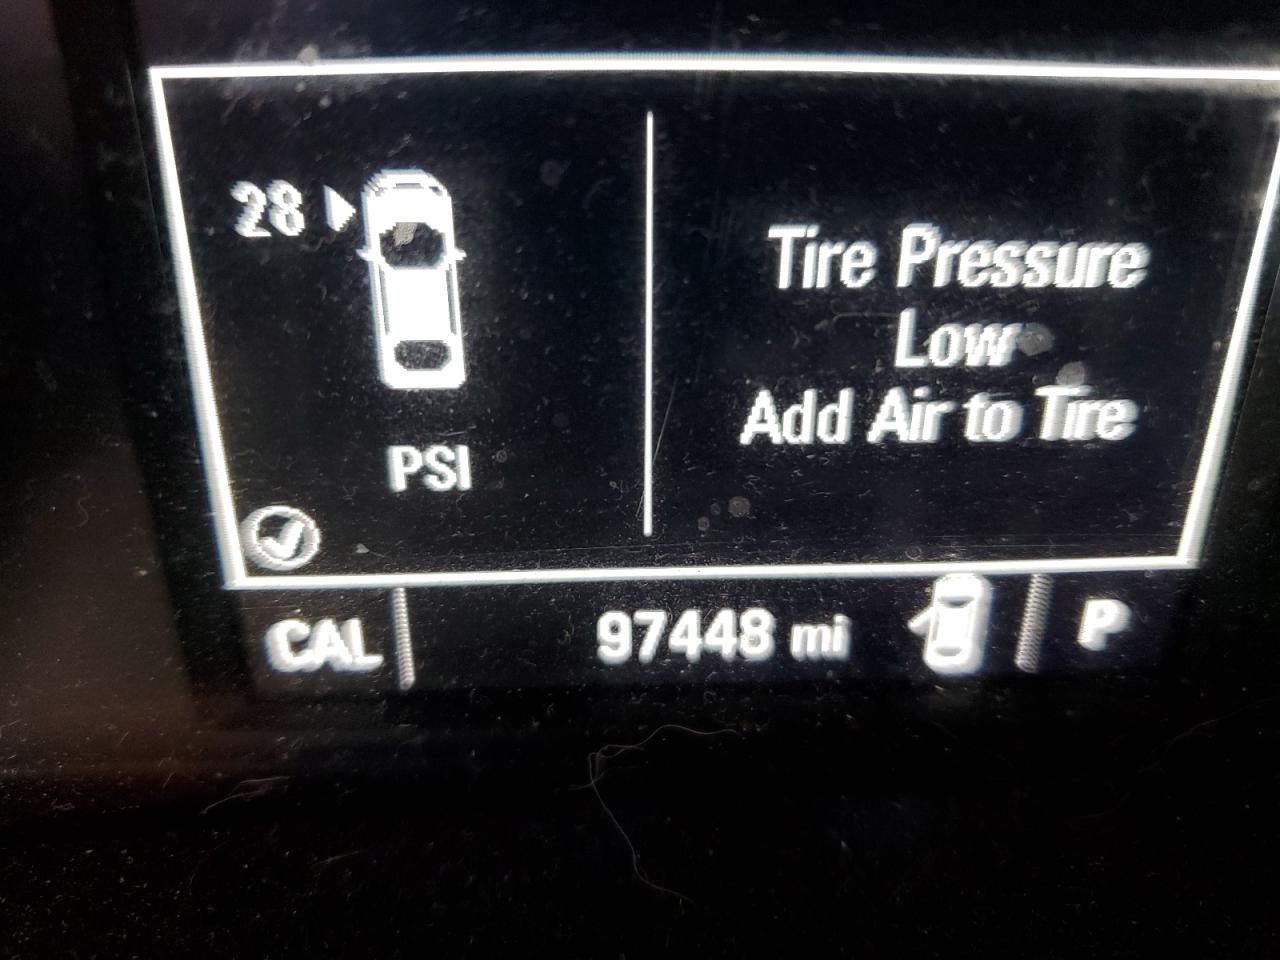 28
PSI
Tire Pressure
Low
Add Air to Tire
CAL
97448 mi
P